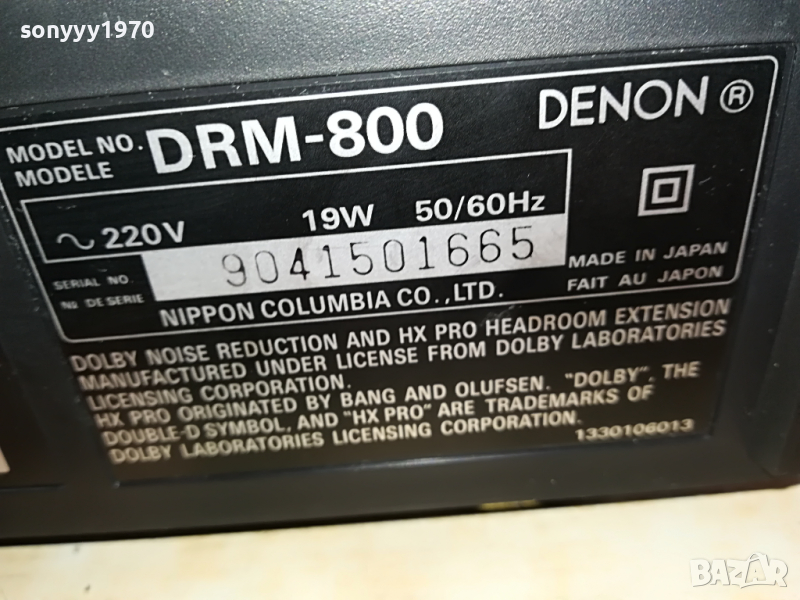 sonyyy1970
MODEL NO. DRM-800 DENON ®
MODELE
~ 220V 19W 50/60Hz
SERIAL NO. 9041501665
Nº DE SERIE
MADE IN JAPAN
FAIT AU JAPON
NIPPON COLUMBIA CO.,LTD.
DOLBY NOISE REDUCTION AND HX PRO HEADROOM EXTENSION
MANUFACTURED UNDER LICENSE FROM DOLBY LABORATORIES
LICENSING CORPORATION.
HX PRO ORIGINATED BY BANG AND OLUFSEN. "DOLBY", THE
DOUBLE-D SYMBOL, AND "HX PRO" ARE TRADEMARKS OF
DOLBY LABORATORIES LICENSING CORPORATION.
1330106013
BAZAR